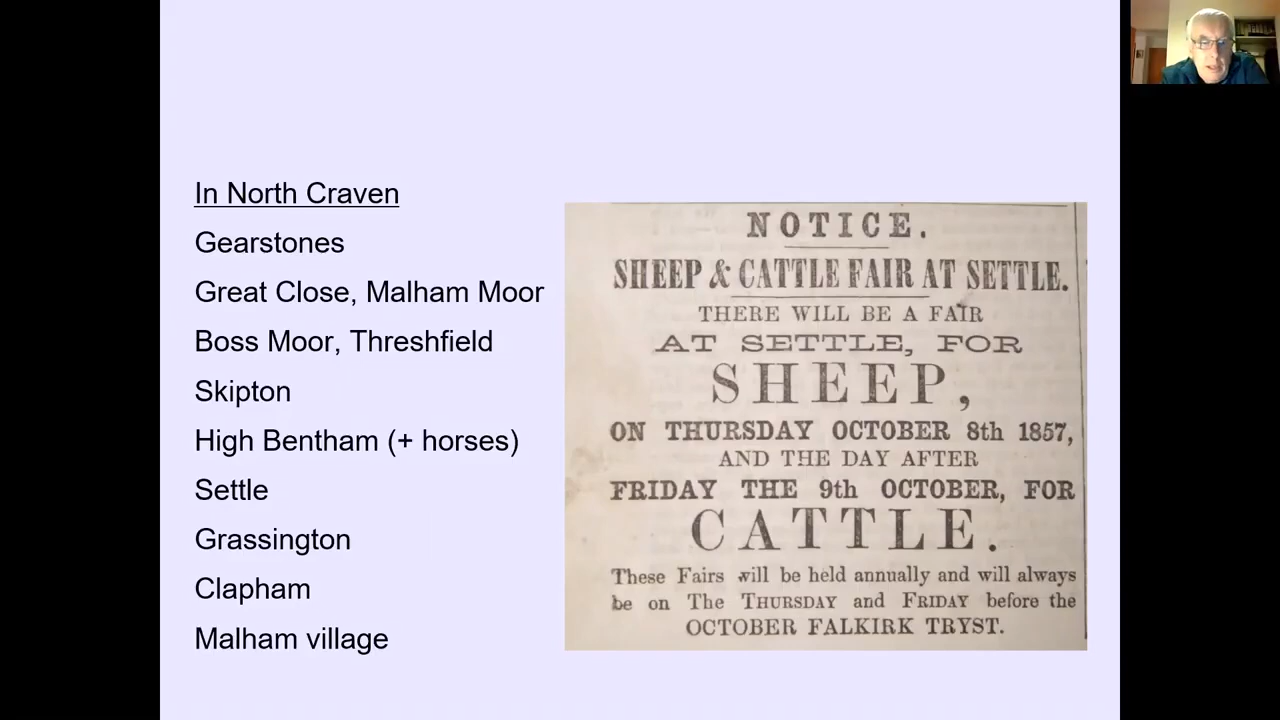 In North Craven
Gearstones
Great Close, Malham Moor
Boss Moor, Threshfield
Skipton
High Bentham (+ horses)
Settle
Grassington
Clapham
Malham village
NOTICE.
SHEEP & CATTLE FAIR AT SETTLE.
THERE WILL BE A FAIR
AT SETTLE, FOR
SHEEP,
ON THURSDAY OCTOBER 8th 1857,
AND THE DAY AFTER
FRIDAY THE 9th OCTOBER, FOR
CATTLE.
These Fairs will be held annually and will always
be on The THURSDAY and FRIDAY before the
OCTOBER FALKIRK TRYST.